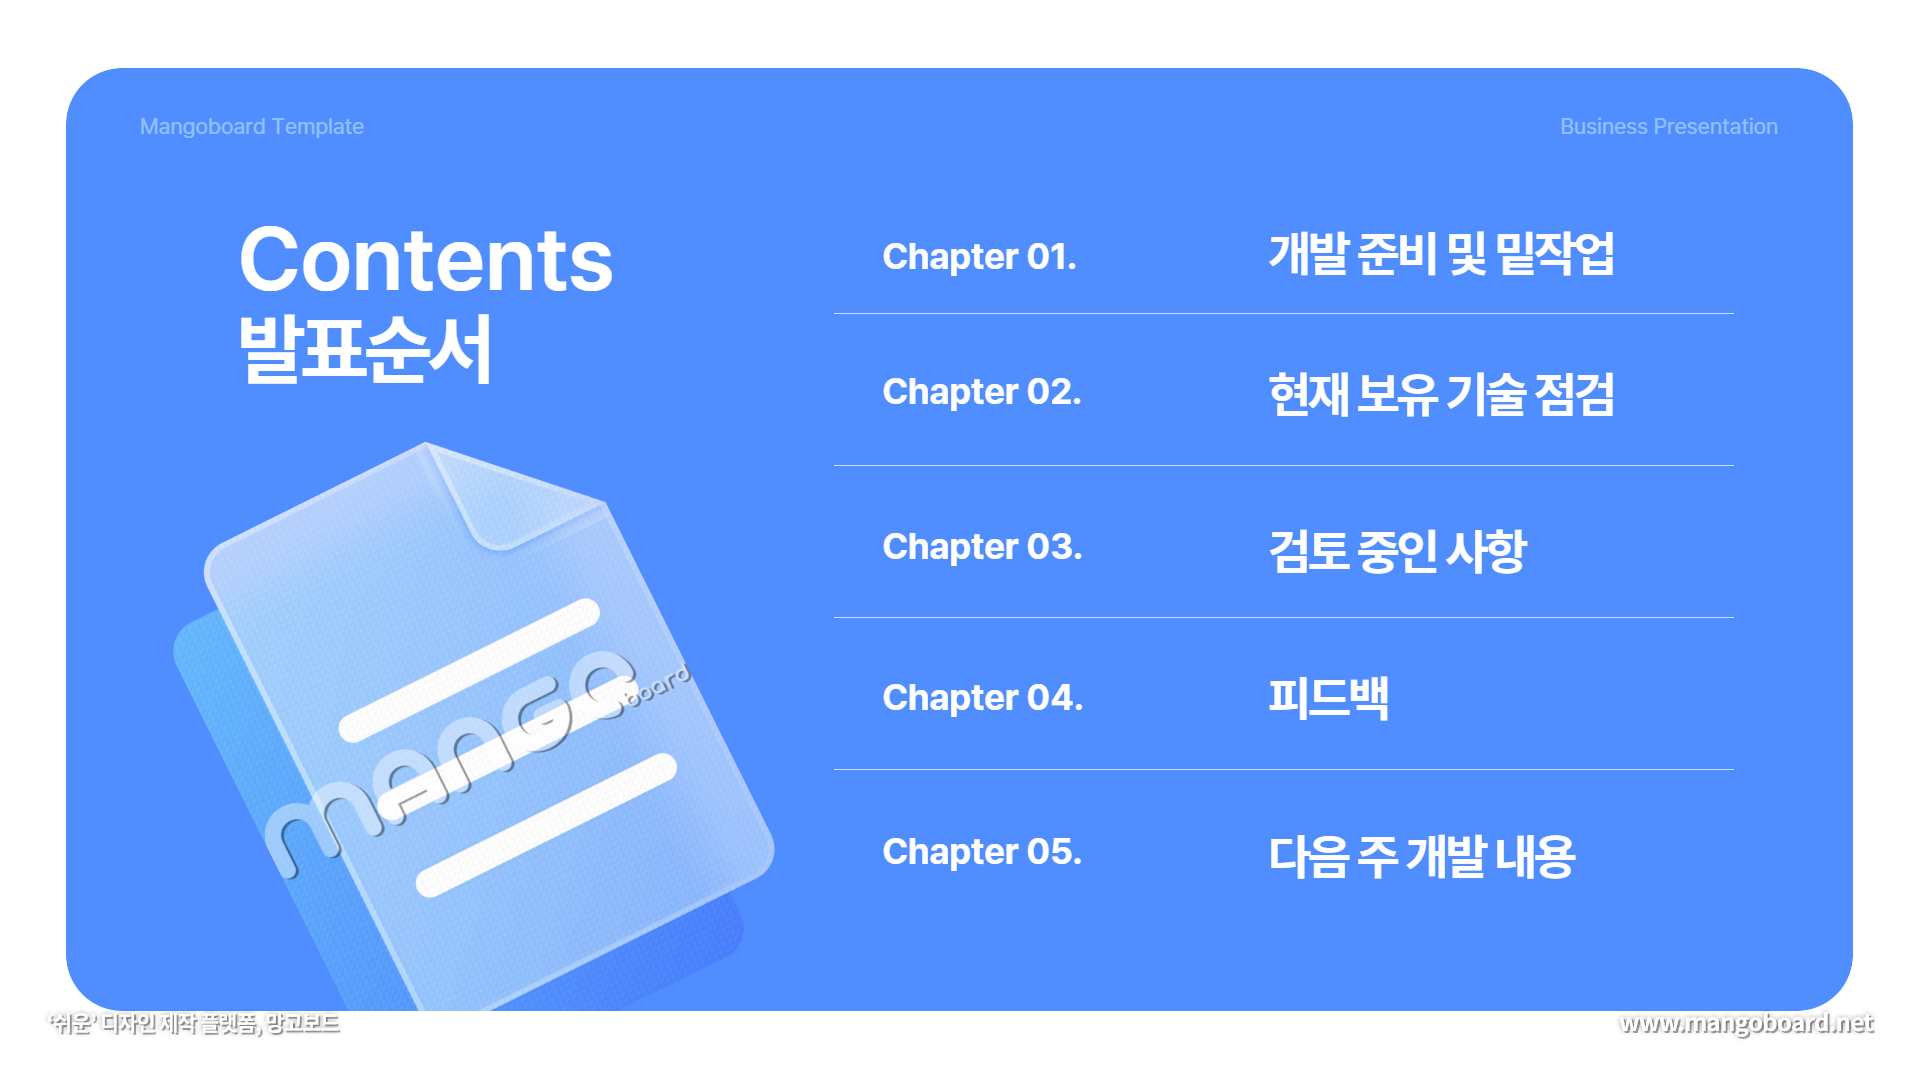 Mangoboard Template
Business Presentation
Contents
발표순서
Chapter 01. 개발 준비 및 밑작업
Chapter 02. 현재 보유 기술 점검
Chapter 03. 검토 중인 사항
Chapter 04. 피드백
Chapter 05. 다음 주 개발 내용
manGo board
‘쉬운’ 디자인 제작 플랫폼, 망고보드
www.mangoboard.net